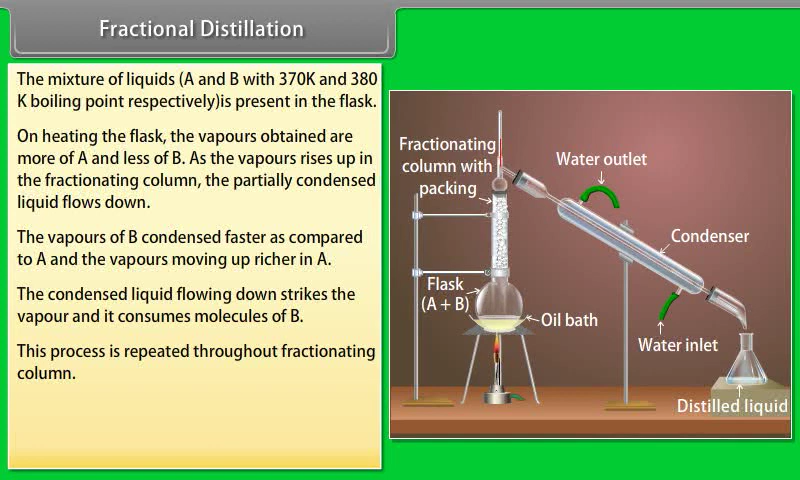 Fractional Distillation
The mixture of liquids (A and B with 370K and 380
K boiling point respectively)is present in the flask.
On heating the flask, the vapours obtained are
more of A and less of B. As the vapours rises up in
the fractionating column, the partially condensed
liquid flows down.
The vapours of B condensed faster as compared
to A and the vapours moving up richer in A.
The condensed liquid flowing down strikes the
vapour and it consumes molecules of B.
This process is repeated throughout fractionating
column.
Fractionating
column with
packing
Water outlet
Condenser
Flask
(A + B)
Oil bath
Water inlet
Distilled liquid